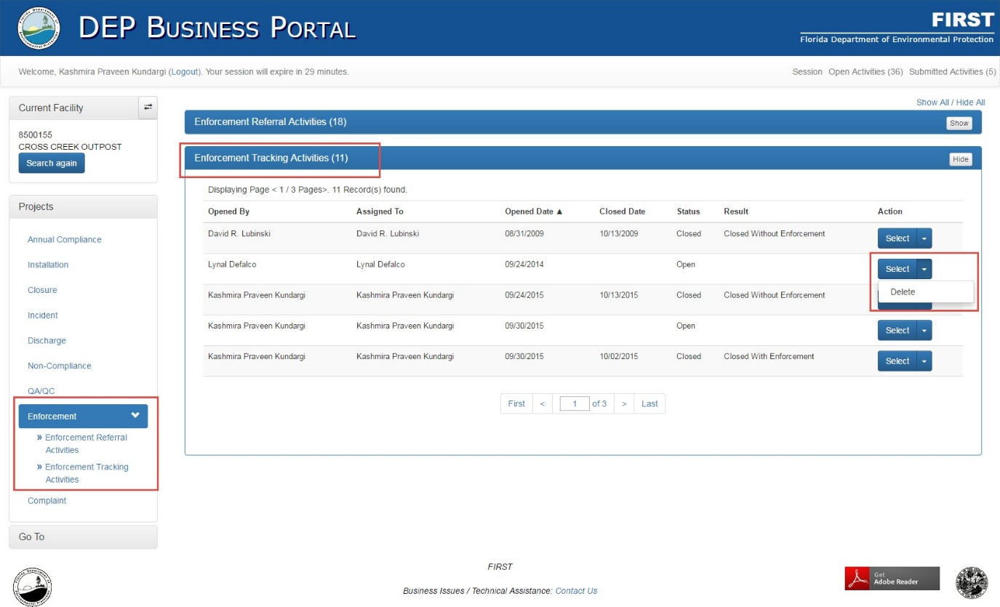 DEP BUSINESS PORTAL
FIRST
Florida Department of Environmental Protection
Welcome, Kashmira Praveen Kundargi (Logout). Your session will expire in 29 minutes.
Session Open Activities (36) Submitted Activities (5)
Current Facility
8500155
CROSS CREEK OUTPOST
Search again
Projects
Annual Compliance
Installation
Closure
Incident
Discharge
Non-Compliance
QA/QC
Enforcement
» Enforcement Referral
Activities
» Enforcement Tracking
Activities
Complaint
Go To
Show All / Hide All
Enforcement Referral Activities (18)
Show
Enforcement Tracking Activities (11)
Hide
Displaying Page < 1 / 3 Pages>. 11 Record(s) found.
Opened By Assigned To Opened Date ▲ Closed Date Status Result Action
David R. Lubinski David R. Lubinski 08/31/2009 10/13/2009 Closed Closed Without Enforcement Select
Lynal Defalco Lynal Defalco 09/24/2014 Open Select
Delete
Kashmira Praveen Kundargi Kashmira Praveen Kundargi 09/24/2015 10/13/2015 Closed Closed Without Enforcement
Kashmira Praveen Kundargi Kashmira Praveen Kundargi 09/30/2015 Open Select
Kashmira Praveen Kundargi Kashmira Praveen Kundargi 09/30/2015 10/02/2015 Closed Closed With Enforcement Select
First < 1 of 3 > Last
FIRST
Business Issues / Technical Assistance: Contact Us
Get
Adobe Reader